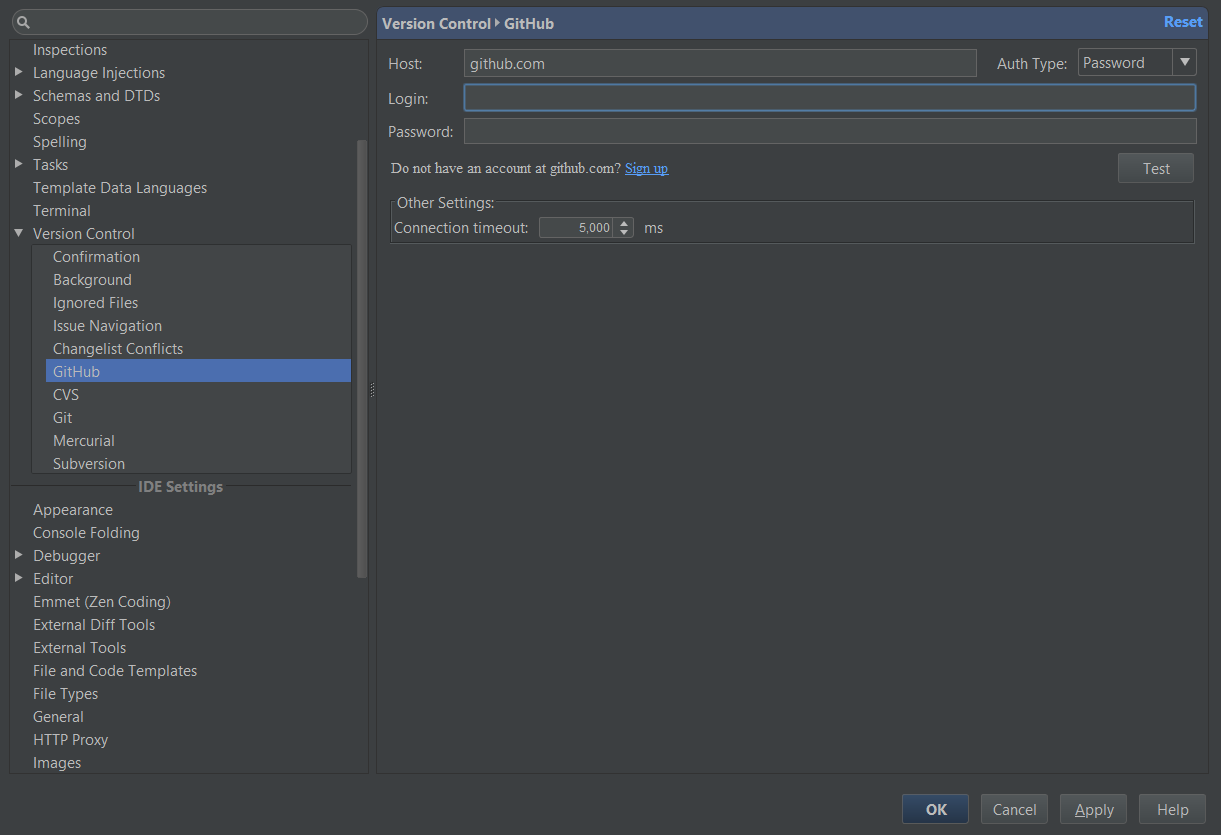 Inspections
Language Injections
Schemas and DTDs
Scopes
Spelling
Tasks
Template Data Languages
Terminal
Version Control
Confirmation
Background
Ignored Files
Issue Navigation
Changelist Conflicts
GitHub
CVS
Git
Mercurial
Subversion
IDE Settings
Appearance
Console Folding
Debugger
Editor
Emmet (Zen Coding)
External Diff Tools
External Tools
File and Code Templates
File Types
General
HTTP Proxy
Images
Version Control GitHub Reset
Host: github.com Auth Type: Password
Login:
Password:
Do not have an account at github.com? Sign up Test
Other Settings:
Connection timeout: 5,000 ms
OK Cancel Apply Help